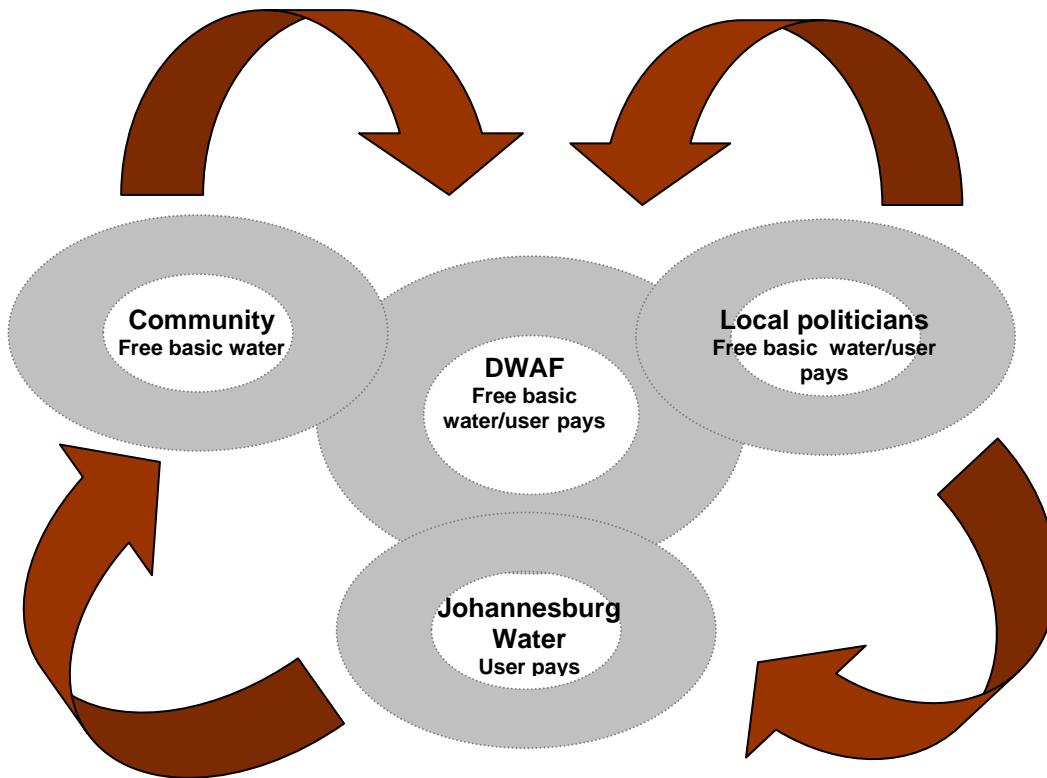 Community
Free basic water
Local politicians
Free basic water/user
pays
DWAF
Free basic
water/user pays
Johannesburg
Water
User pays